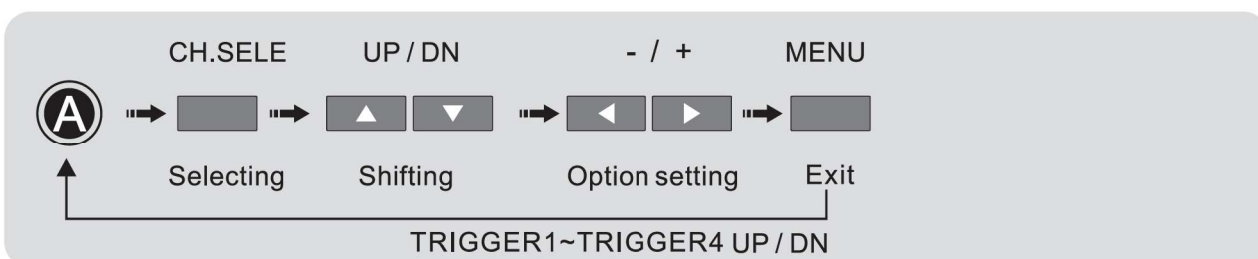 CH.SELE UP / DN - / + MENU
A
Selecting Shifting Option setting Exit
TRIGGER1~TRIGGER4 UP / DN